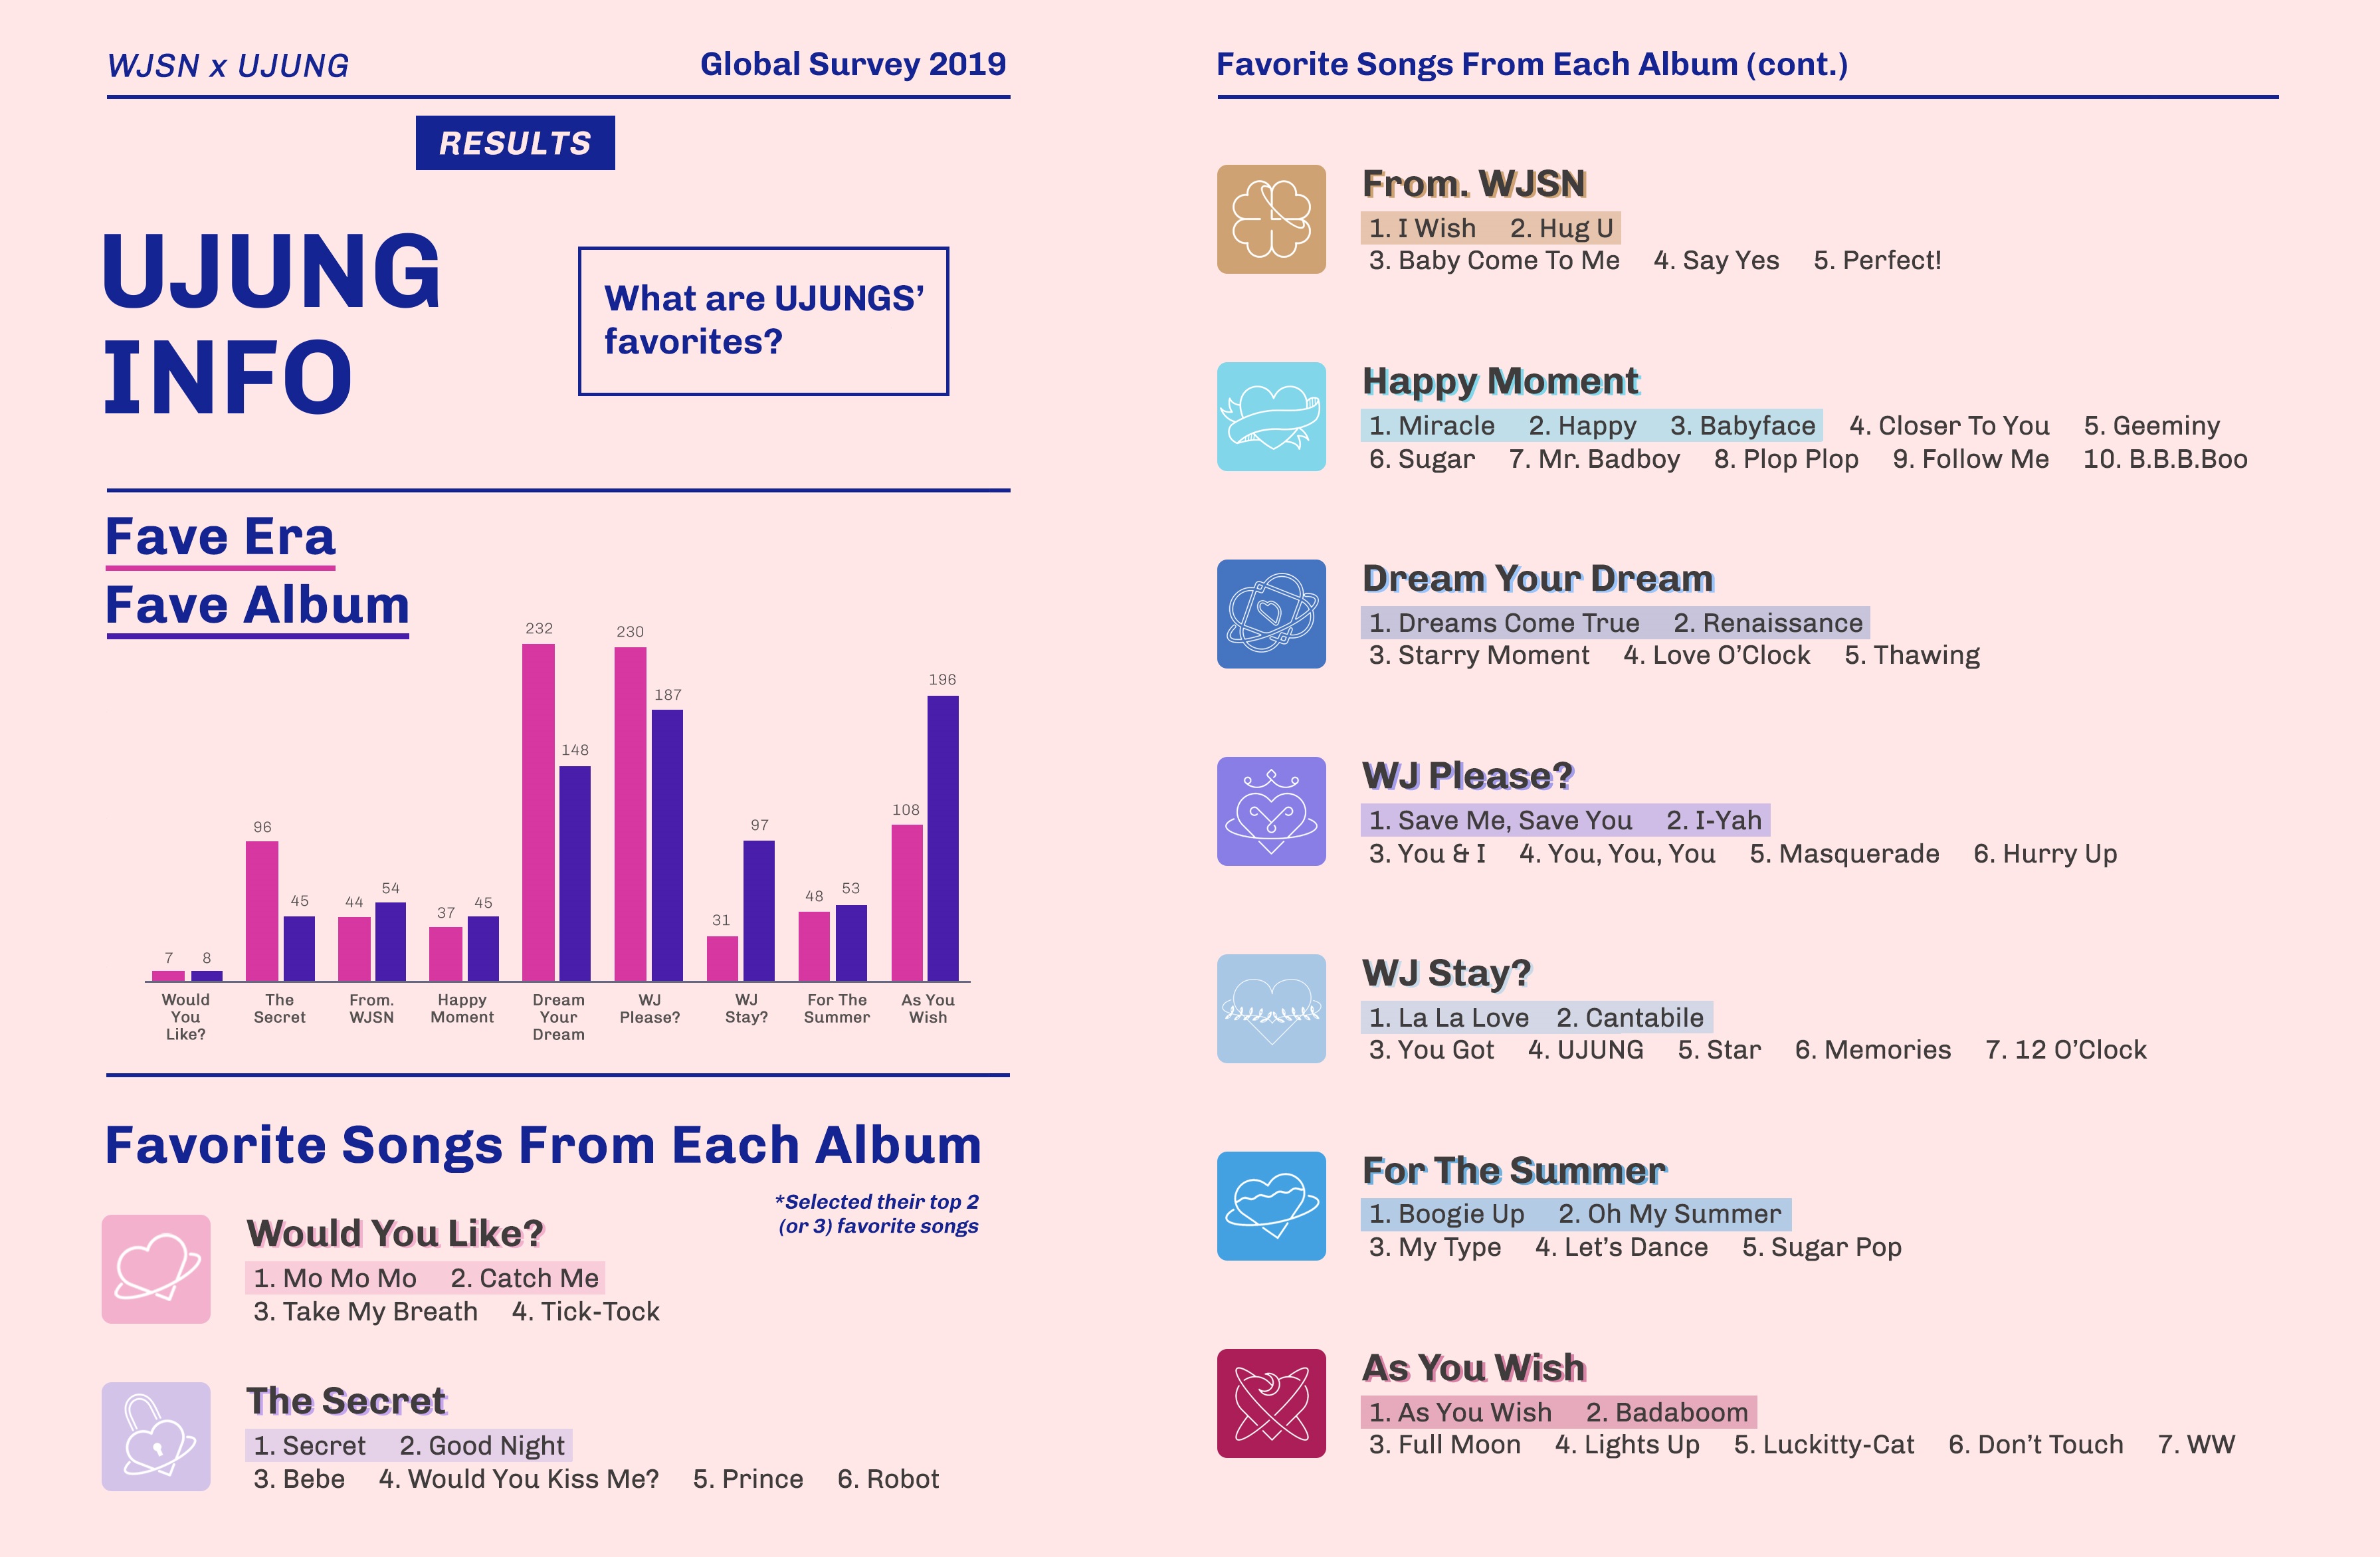 WJSN x UJUNG
Global Survey 2019
RESULTS
UJUNG
INFO
What are UJUNGS’
favorites?
Fave Era
Fave Album
7 8
96 45
44 54
37 45
232 148
230 187
31 97
48 53
108 196
Would
You
Like?
The
Secret
From.
WJSN
Happy
Moment
Dream
Your
Dream
WJ
Please?
WJ
Stay?
For The
Summer
As You
Wish
Favorite Songs From Each Album
*Selected their top 2
(or 3) favorite songs
Would You Like?
1. Mo Mo Mo 2. Catch Me
3. Take My Breath 4. Tick-Tock
The Secret
1. Secret 2. Good Night
3. Bebe 4. Would You Kiss Me? 5. Prince 6. Robot
Favorite Songs From Each Album (cont.)
From. WJSN
1. I Wish 2. Hug U
3. Baby Come To Me 4. Say Yes 5. Perfect!
Happy Moment
1. Miracle 2. Happy 3. Babyface 4. Closer To You 5. Geeminy
6. Sugar 7. Mr. Badboy 8. Plop Plop 9. Follow Me 10. B.B.B.Boo
Dream Your Dream
1. Dreams Come True 2. Renaissance
3. Starry Moment 4. Love O’Clock 5. Thawing
WJ Please?
1. Save Me, Save You 2. I-Yah
3. You & I 4. You, You, You 5. Masquerade 6. Hurry Up
WJ Stay?
1. La La Love 2. Cantabile
3. You Got 4. UJUNG 5. Star 6. Memories 7. 12 O’Clock
For The Summer
1. Boogie Up 2. Oh My Summer
3. My Type 4. Let’s Dance 5. Sugar Pop
As You Wish
1. As You Wish 2. Badaboom
3. Full Moon 4. Lights Up 5. Luckitty-Cat 6. Don’t Touch 7. WW